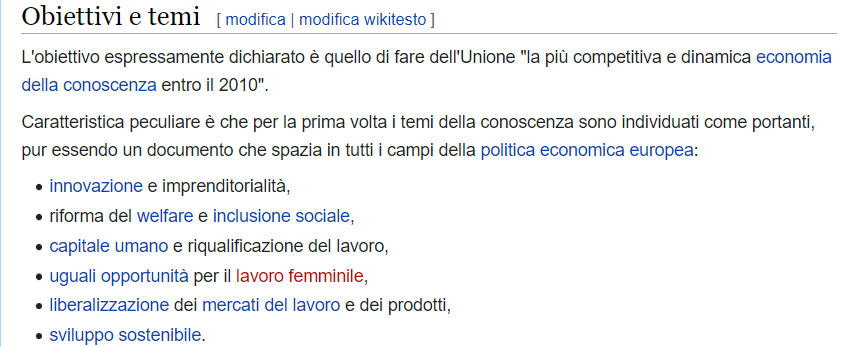 Obiettivi e temi [ modifica | modifica wikitesto ]
L'obiettivo espressamente dichiarato è quello di fare dell'Unione "la più competitiva e dinamica economia
della conoscenza entro il 2010".
Caratteristica peculiare è che per la prima volta i temi della conoscenza sono individuati come portanti,
pur essendo un documento che spazia in tutti i campi della politica economica europea:
• innovazione e imprenditorialità,
• riforma del welfare e inclusione sociale,
• capitale umano e riqualificazione del lavoro,
• uguali opportunità per il lavoro femminile,
• liberalizzazione dei mercati del lavoro e dei prodotti,
• sviluppo sostenibile.